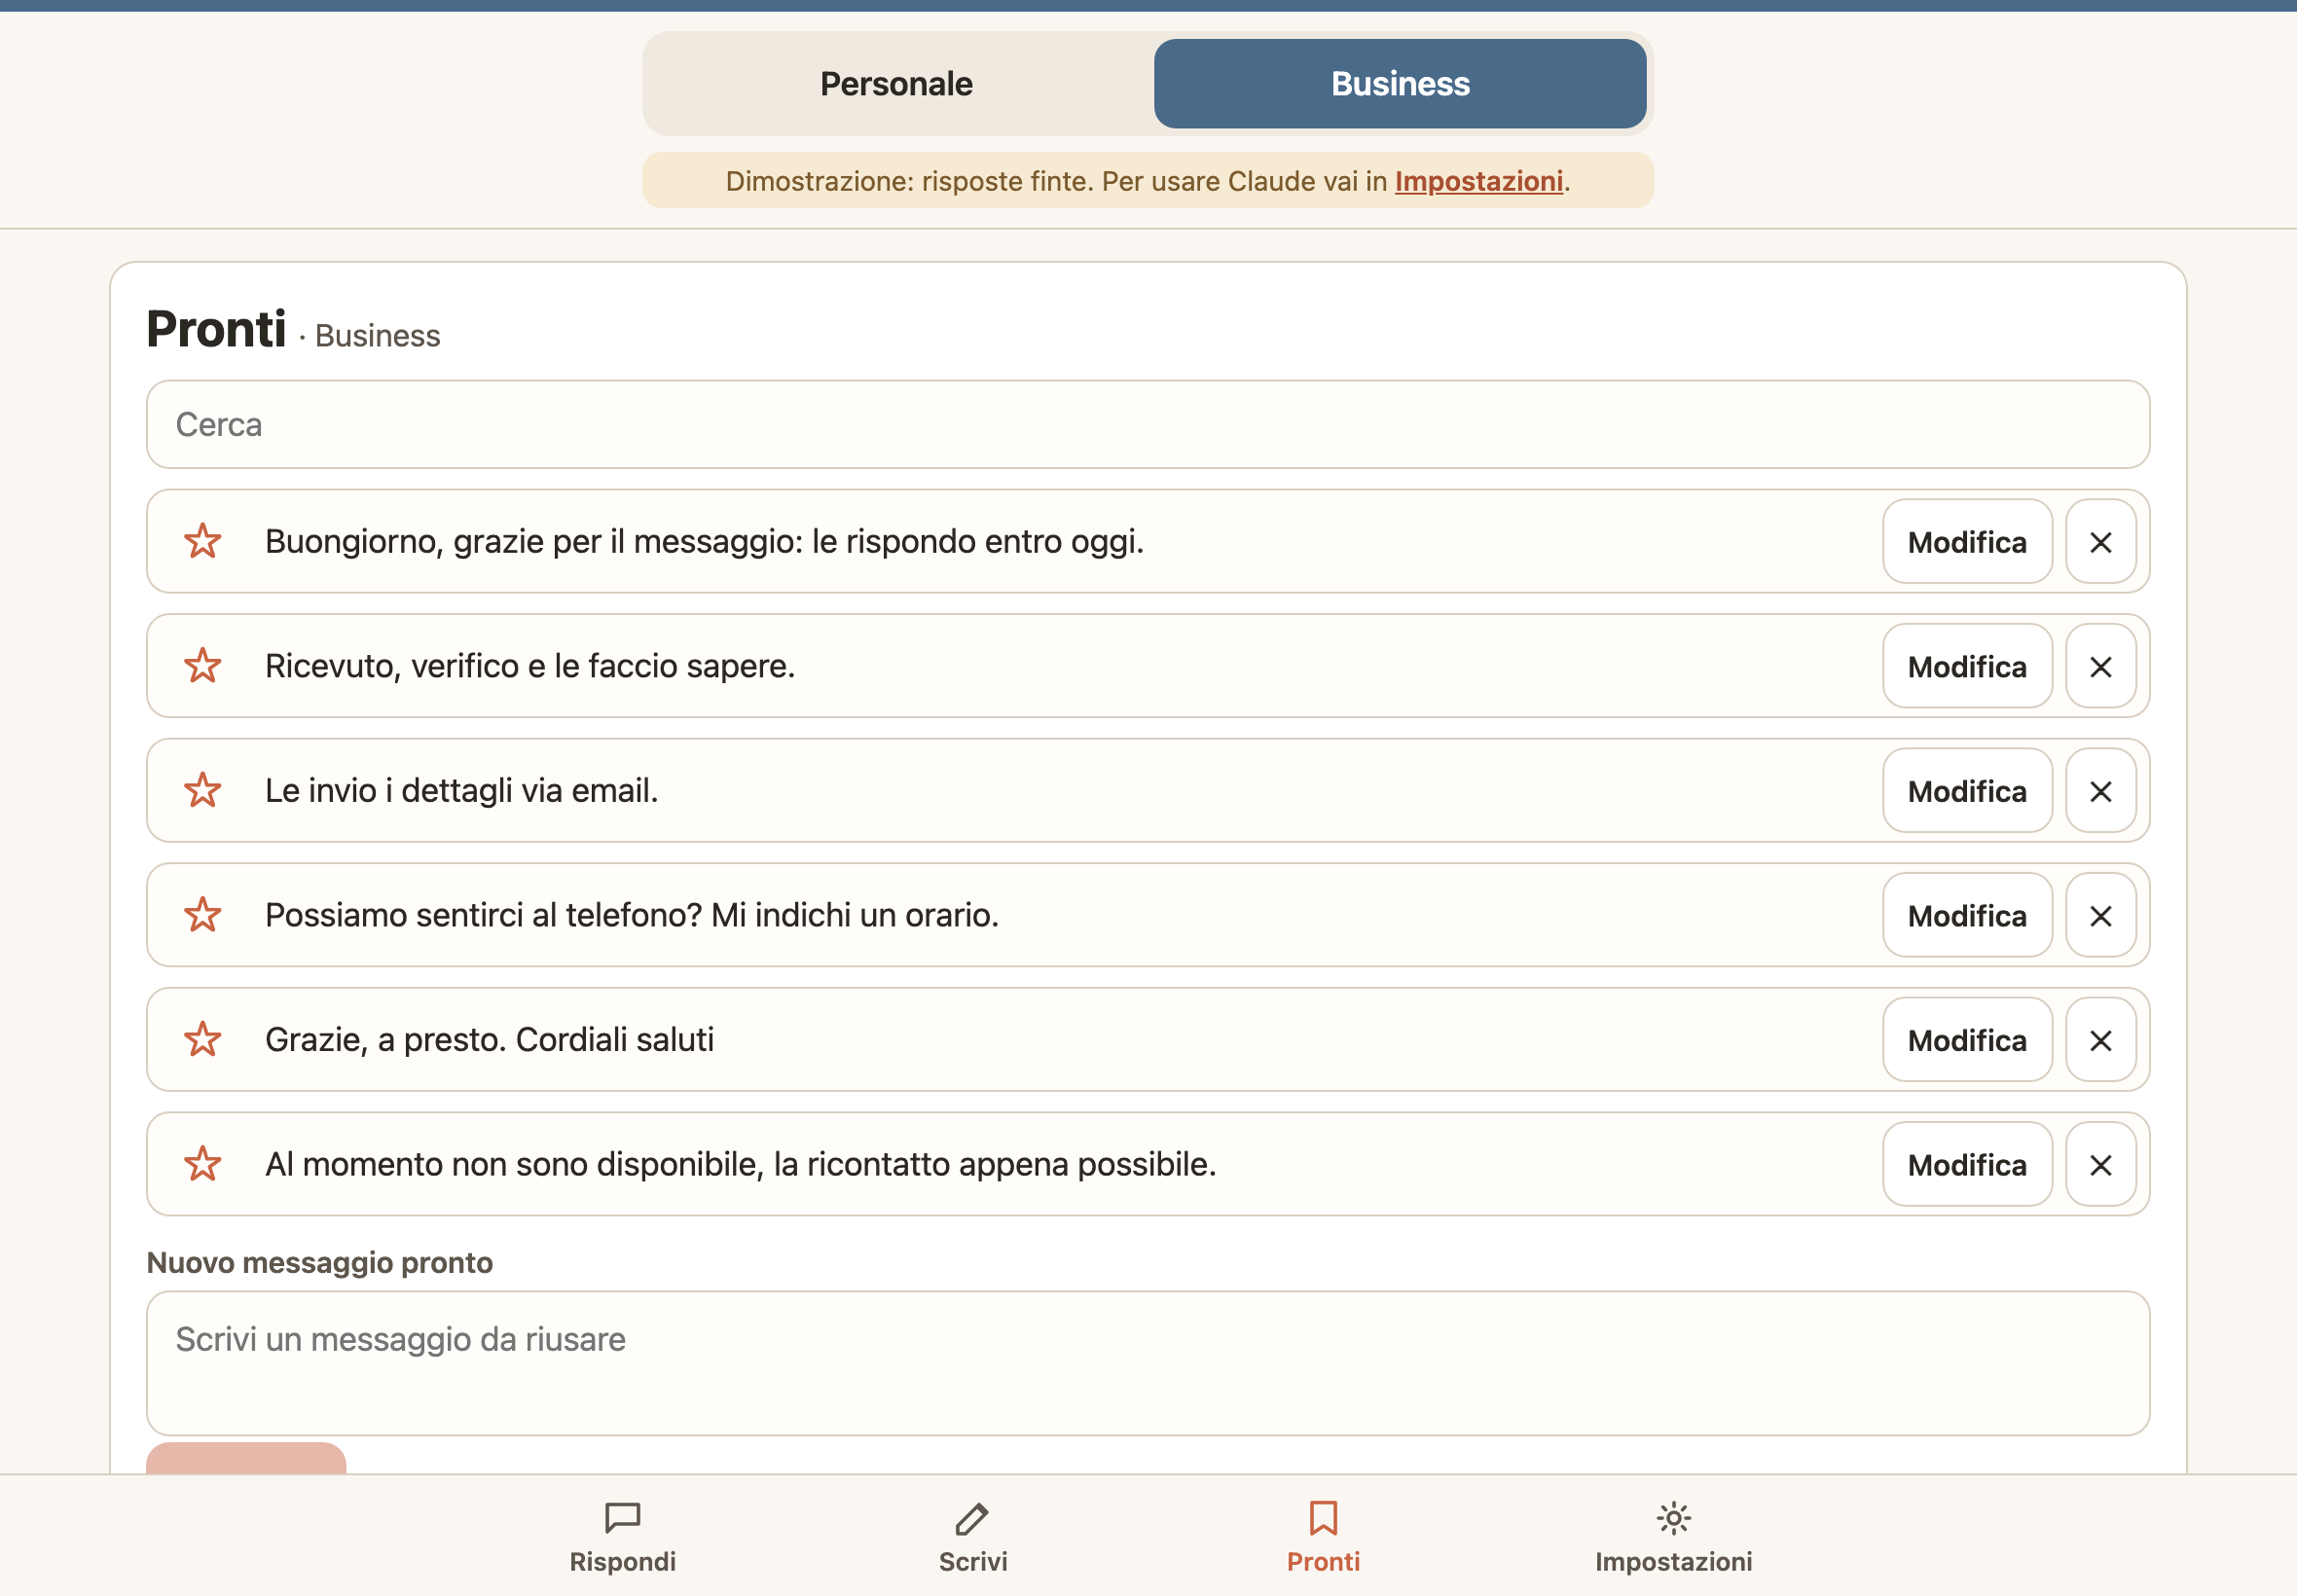 Personale
Business
Dimostrazione: risposte finte. Per usare Claude vai in Impostazioni.
Pronti · Business
Cerca
Buongiorno, grazie per il messaggio: le rispondo entro oggi.
Modifica
Ricevuto, verifico e le faccio sapere.
Modifica
Le invio i dettagli via email.
Modifica
Possiamo sentirci al telefono? Mi indichi un orario.
Modifica
Grazie, a presto. Cordiali saluti
Modifica
Al momento non sono disponibile, la ricontatto appena possibile.
Modifica
Nuovo messaggio pronto
Scrivi un messaggio da riusare
Rispondi
Scrivi
Pronti
Impostazioni